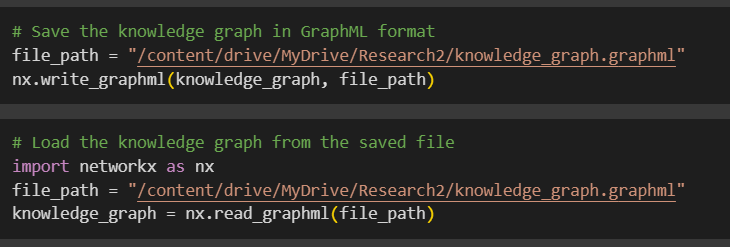 # Save the knowledge graph in GraphML format
file_path = "/content/drive/MyDrive/Research2/knowledge_graph.graphml"
nx.write_graphml(knowledge_graph, file_path)
# Load the knowledge graph from the saved file
import networkx as nx
file_path = "/content/drive/MyDrive/Research2/knowledge_graph.graphml"
knowledge_graph = nx.read_graphml(file_path)